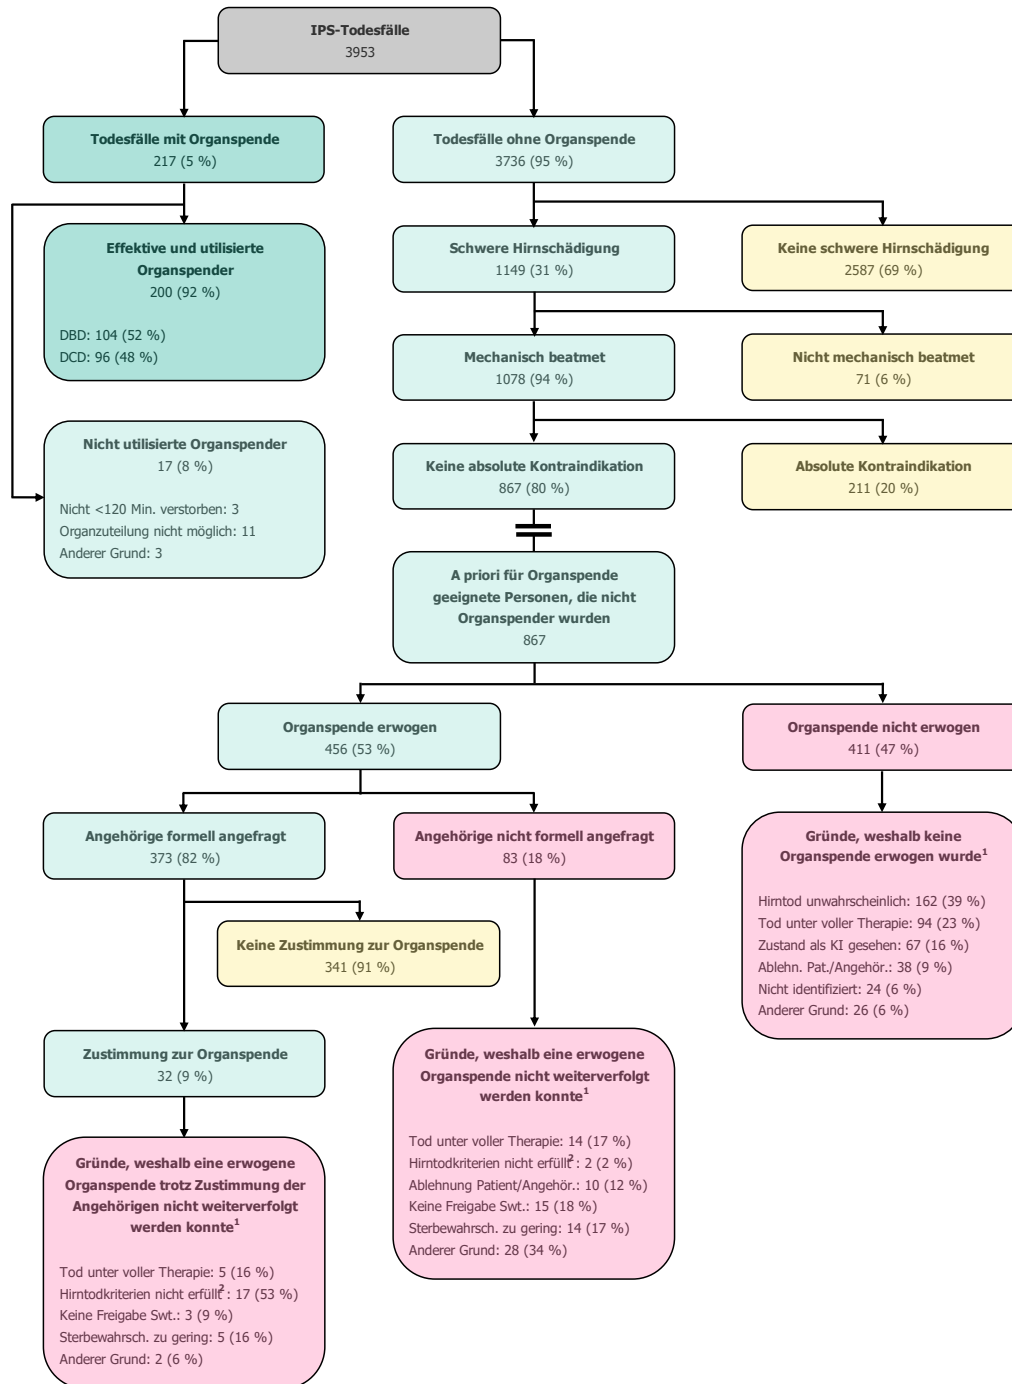 IPS-Todesfälle
3953
Todesfälle mit Organspende
217 (5 %)
Todesfälle ohne Organspende
3736 (95 %)
Effektive und utilisierte
Organspender
200 (92 %)
DBD: 104 (52 %)
DCD: 96 (48 %)
Schwere Hirnschädigung
1149 (31 %)
Keine schwere Hirnschädigung
2587 (69 %)
Mechanisch beatmet
1078 (94 %)
Nicht mechanisch beatmet
71 (6 %)
Nicht utilisierte Organspender
17 (8 %)
Nicht <120 Min. verstorben: 3
Organzuteilung nicht möglich: 11
Anderer Grund: 3
Keine absolute Kontraindikation
867 (80 %)
Absolute Kontraindikation
211 (20 %)
A priori für Organspende
geeignete Personen, die nicht
Organspender wurden
867
Organspende erwogen
456 (53 %)
Organspende nicht erwogen
411 (47 %)
Angehörige formell angefragt
373 (82 %)
Angehörige nicht formell angefragt
83 (18 %)
Gründe, weshalb keine
Organspende erwogen wurde¹
Hirntod unwahrscheinlich: 162 (39 %)
Tod unter voller Therapie: 94 (23 %)
Zustand als KI gesehen: 67 (16 %)
Ablehn. Pat./Angehör.: 38 (9 %)
Nicht identifiziert: 24 (6 %)
Anderer Grund: 26 (6 %)
Keine Zustimmung zur Organspende
341 (91 %)
Zustimmung zur Organspende
32 (9 %)
Gründe, weshalb eine erwogene
Organspende nicht weiterverfolgt
werden konnte¹
Tod unter voller Therapie: 14 (17 %)
Hirntodkriterien nicht erfüllt²: 2 (2 %)
Ablehnung Patient/Angehör.: 10 (12 %)
Keine Freigabe Swt.: 15 (18 %)
Sterbewahrsch. zu gering: 14 (17 %)
Anderer Grund: 28 (34 %)
Gründe, weshalb eine erwogene
Organspende trotz Zustimmung der
Angehörigen nicht weiterverfolgt
werden konnte¹
Tod unter voller Therapie: 5 (16 %)
Hirntodkriterien nicht erfüllt²: 17 (53 %)
Keine Freigabe Swt.: 3 (9 %)
Sterbewahrsch. zu gering: 5 (16 %)
Anderer Grund: 2 (6 %)